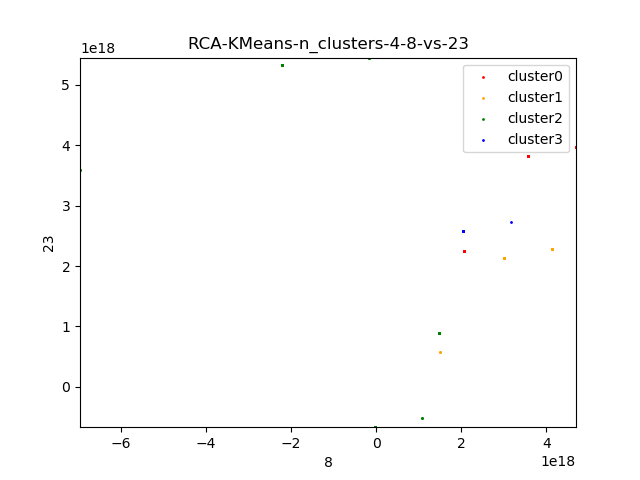 RCA-KMeans-n_clusters-4-8-vs-23
1e18
cluster0
cluster1
cluster2
cluster3
5
4
3
2
1
0
23
−6
−4
−2
0
2
4
8
1e18